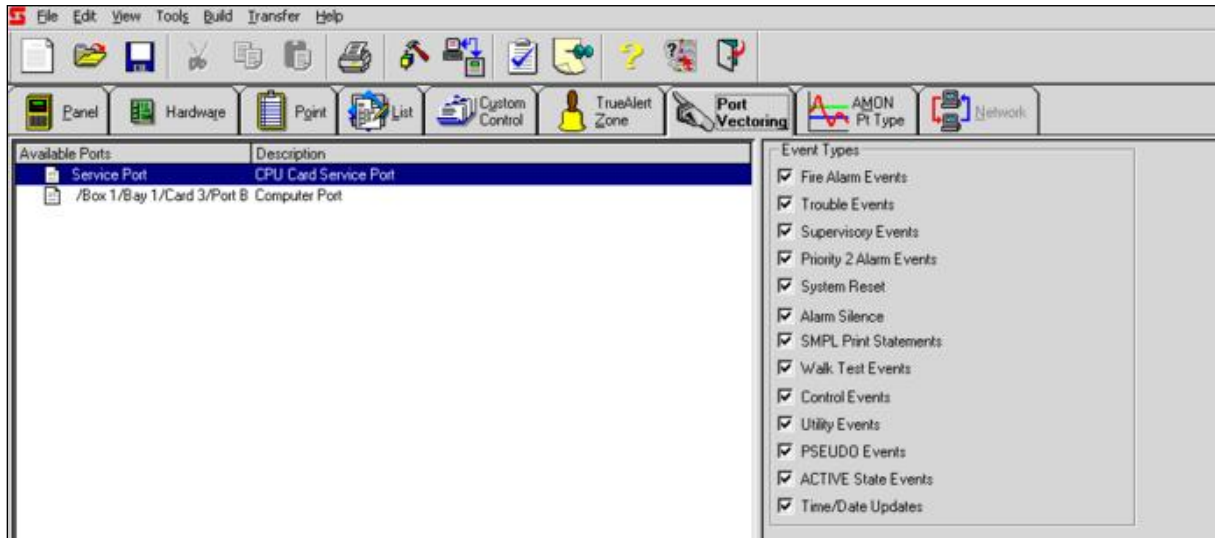 File Edit View Tools Build Transfer Help
Panel Hardware Point List Custom Control TrueAlert Zone Port Vectoring AMON Pt Type Network
Available Ports Description
Service Port CPU Card Service Port
/Box 1/Bay 1/Card 3/Port B Computer Port
Event Types
Fire Alarm Events
Trouble Events
Supervisory Events
Priority 2 Alarm Events
System Reset
Alarm Silence
SMPL Print Statements
Walk Test Events
Control Events
Utility Events
PSEUDO Events
ACTIVE State Events
Time/Date Updates